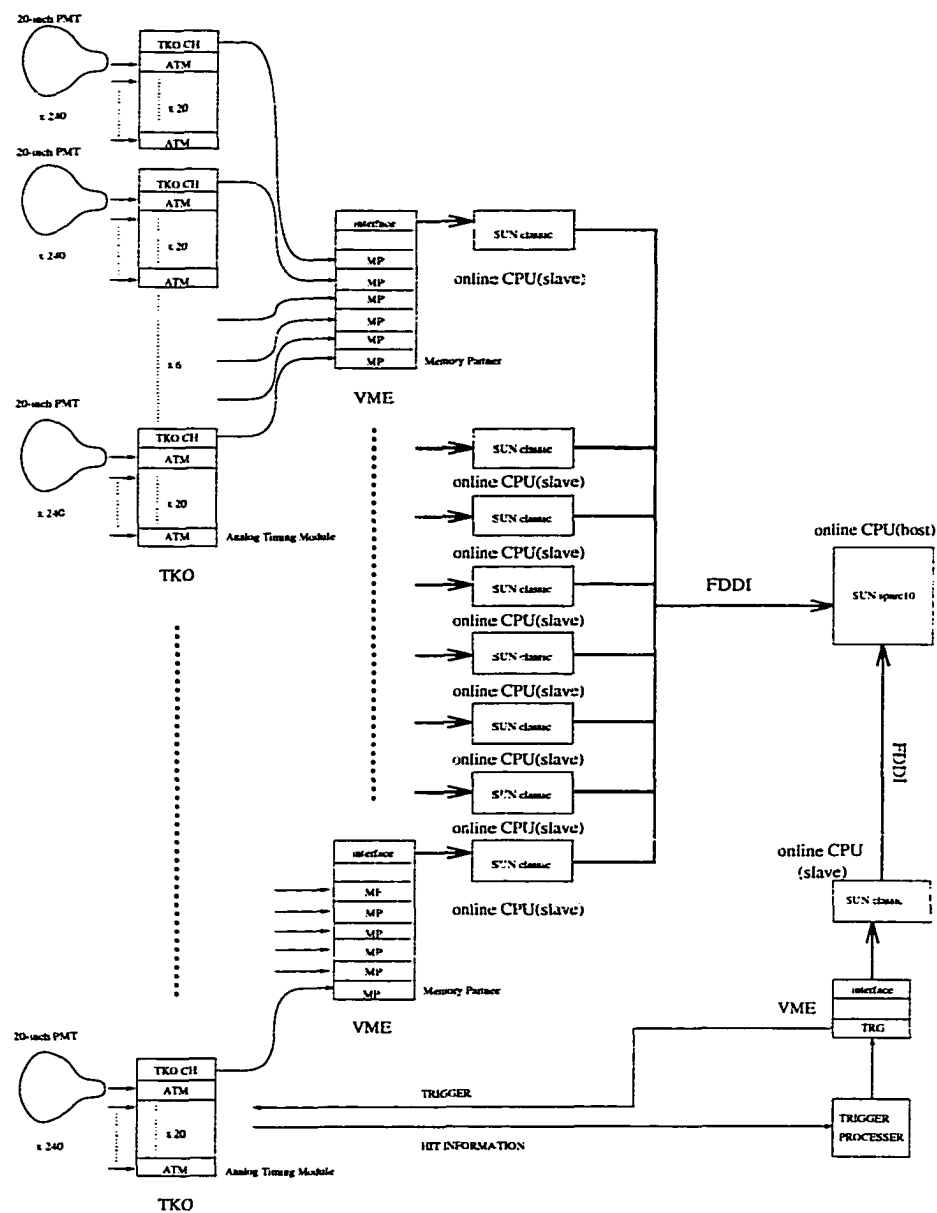 20-inch PMT
TKO CH
ATM
x 20
x 240
ATM
20-inch PMT
TKO CH
ATM
x 20
x 240
ATM
interface
MP
MP
MP
MP
MP
MP
Memory Partner
VME
SUN classic
online CPU(slave)
x 6
20-inch PMT
TKO CH
ATM
x 20
x 240
ATM
Analog Timing Module
TKO
SUN classic
online CPU(slave)
SUN classic
online CPU(slave)
SUN classic
online CPU(slave)
SUN classic
online CPU(slave)
SUN classic
online CPU(slave)
SUN classic
online CPU(slave)
SUN classic
online CPU(slave)
FDDI
online CPU(host)
SUN sparc10
FDDI
online CPU
(slave)
SUN classic
interface
MP
MP
MP
MP
MP
MP
Memory Partner
VME
VME
interface
TRG
TRIGGER
PROCESSER
TRIGGER
HIT INFORMATION
20-inch PMT
TKO CH
ATM
x 20
x 240
ATM
Analog Timing Module
TKO